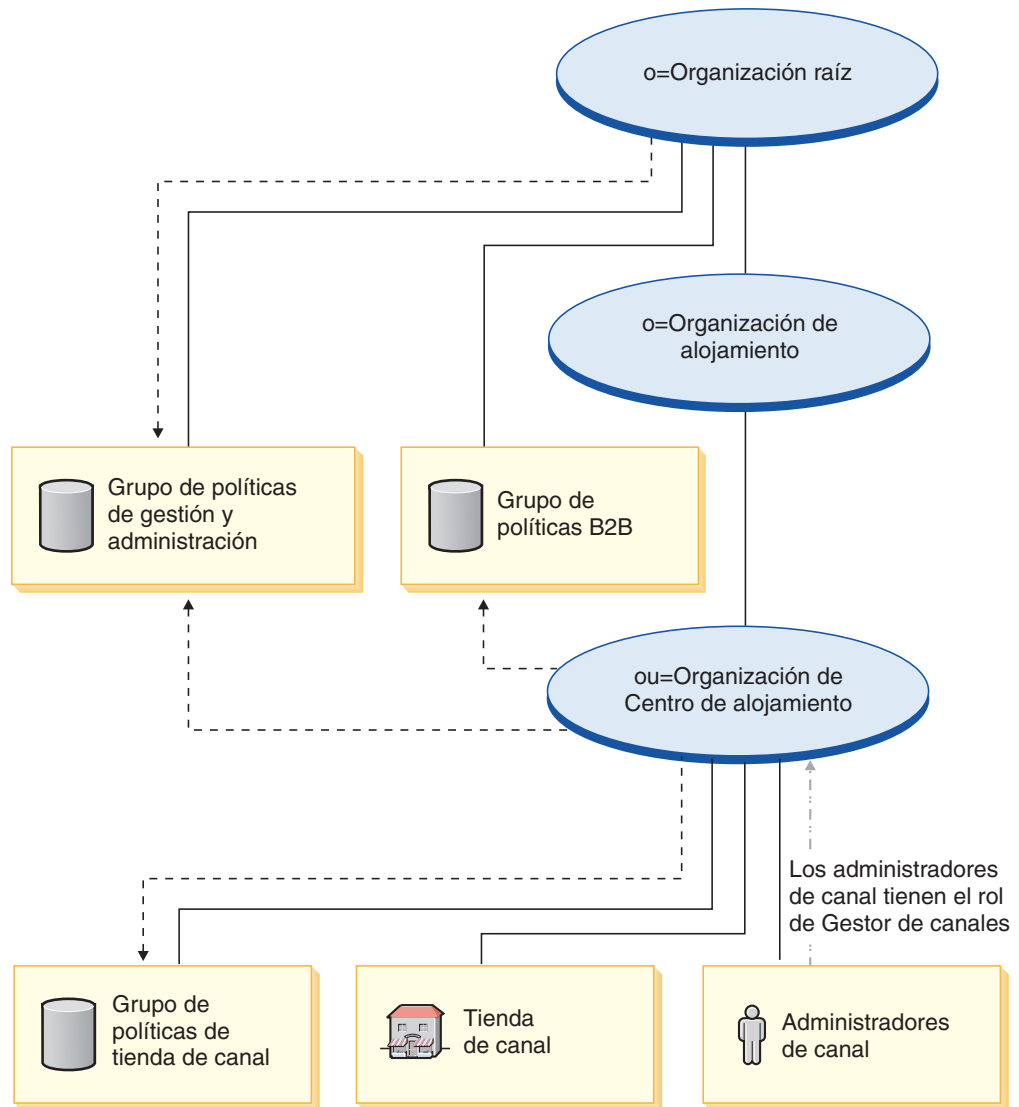 o=Organización raíz
o=Organización de
alojamiento
Grupo de políticas
de gestión y
administración
Grupo de
políticas B2B
ou=Organización de
Centro de alojamiento
Los administradores
de canal tienen el rol
de Gestor de canales
Grupo de
políticas de
tienda de canal
Tienda
de canal
Administradores
de canal